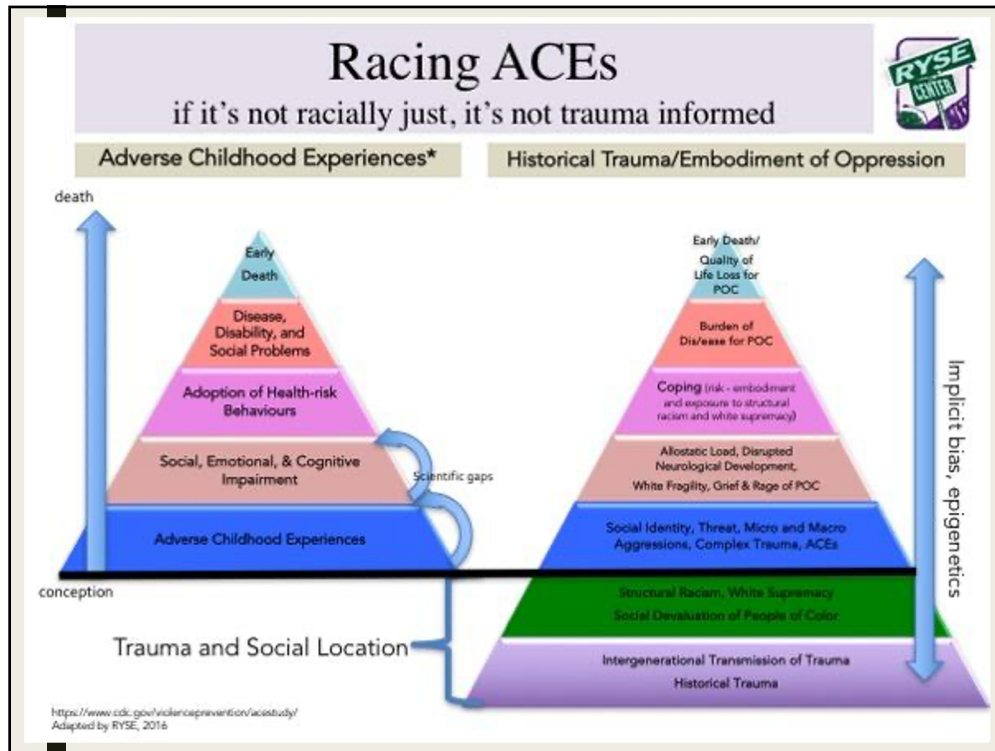 Racing ACEs
if it's not racially just, it's not trauma informed
RYSE
CENTER
Adverse Childhood Experiences*
Historical Trauma/Embodiment of Oppression
death
Early
Death
Disease,
Disability, and
Social Problems
Adoption of Health-risk
Behaviours
Social, Emotional, & Cognitive
Impairment
Scientific gaps
Adverse Childhood Experiences
conception
Early Death/
Quality of
Life Loss for
POC
Burden of
Dis/ease for POC
Coping (risk - embodiment
and exposure to structural
racism and white supremacy)
Allostatic Load, Disrupted
Neurological Development,
White Fragility, Grief & Rage of POC
Social Identity, Threat, Micro and Macro
Aggressions, Complex Trauma, ACEs
Structural Racism, White Supremacy
Social Devaluation of People of Color
Intergenerational Transmission of Trauma
Historical Trauma
Implicit bias, epigenetics
Trauma and Social Location
https://www.cdc.gov/violenceprevention/acestudy/
Adapted by RYSE, 2016